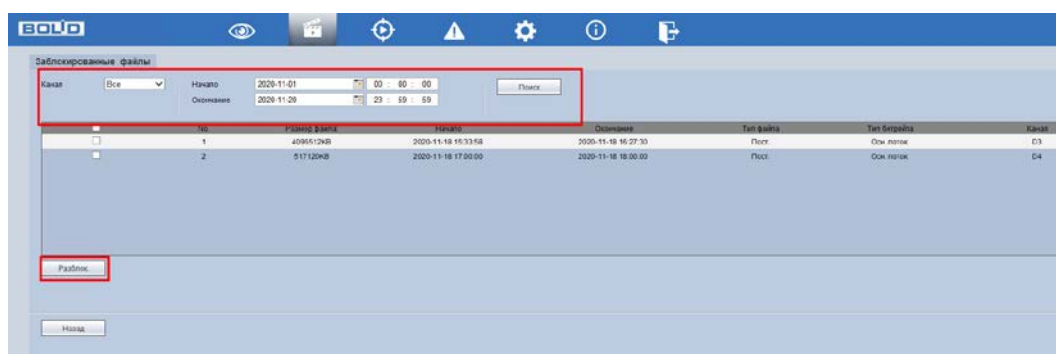 BOLID
Заблокированные файлы
Канал Все Начало 2020-11-01 00 : 00 : 00 Поиск
Окончание 2020-11-20 23 : 59 : 59
No Размер файла Начало Окончание Тип файла Тип битрейта Канал
1 4096512KB 2020-11-18 15:33:58 2020-11-18 16:27:30 Пост. Осн. поток D3
2 517120KB 2020-11-18 17:00:00 2020-11-18 18:00:00 Пост. Осн. поток D4
Разблок.
Назад